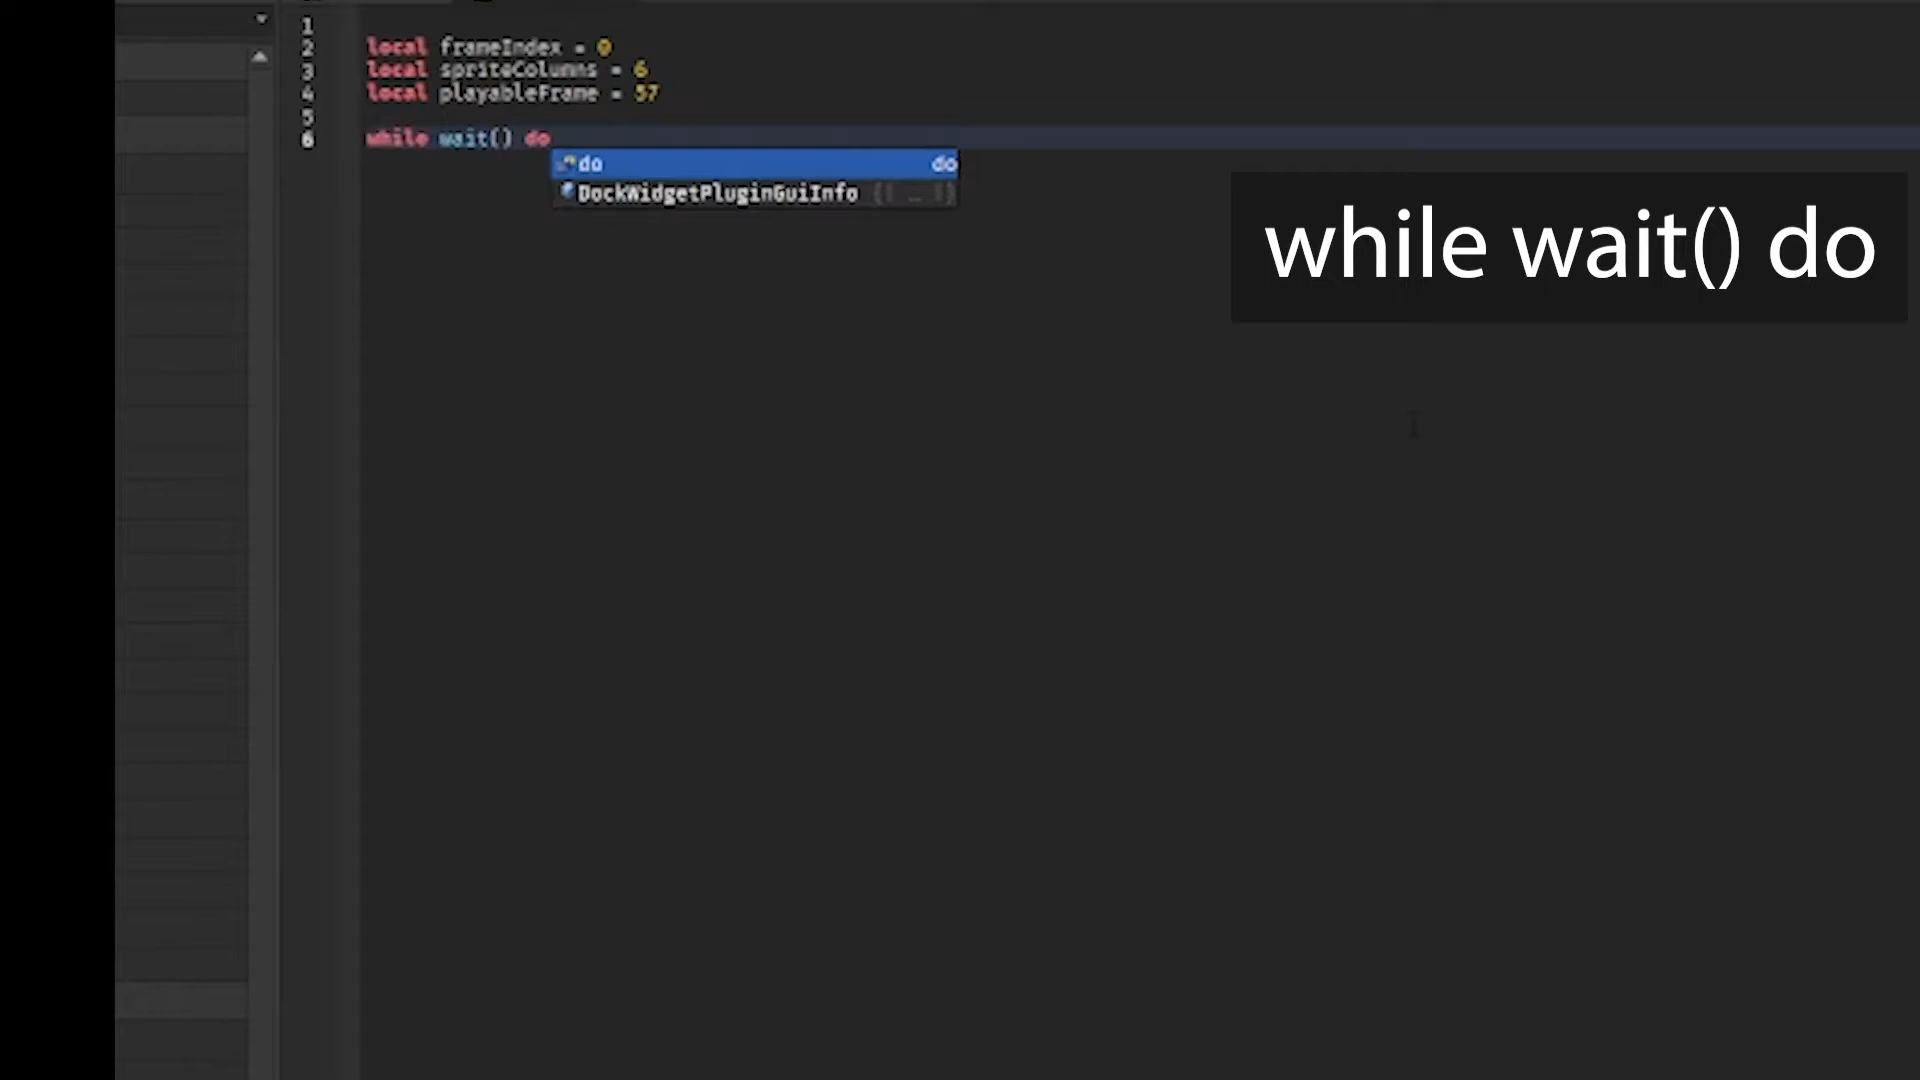 1
2 local frameIndex = 0
3 local spriteColumns = 6
4 local playableFrame = 57
5
6 while wait() do
do do
DockWidgetPluginGuiInfo {[ … ]}
while wait() do